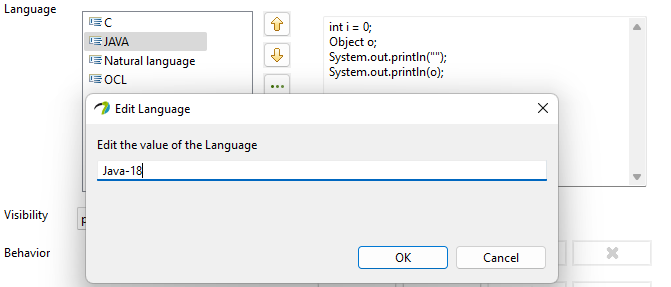 Language
C
JAVA
Natural language
OCL
int i = 0;
Object o;
System.out.println("");
System.out.println(o);
Edit Language
Edit the value of the Language
Java-18
OK
Cancel
Visibility
Behavior